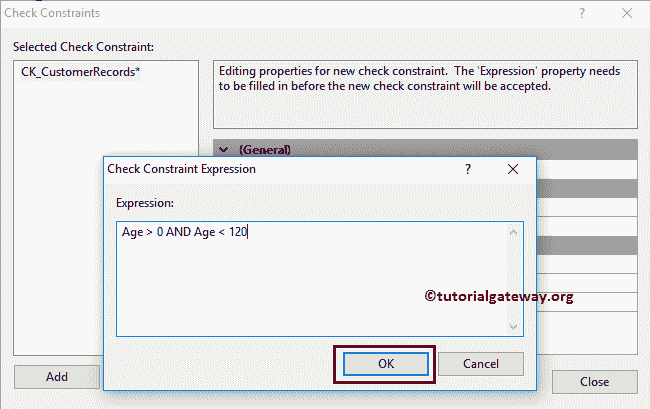 Check Constraints
Selected Check Constraint:
CK_CustomerRecords*
Editing properties for new check constraint. The 'Expression' property needs
to be filled in before the new check constraint will be accepted.
(General)
Check Constraint Expression
Expression:
Age > 0 AND Age < 120
©tutorialgateway.org
OK
Cancel
Add
Close